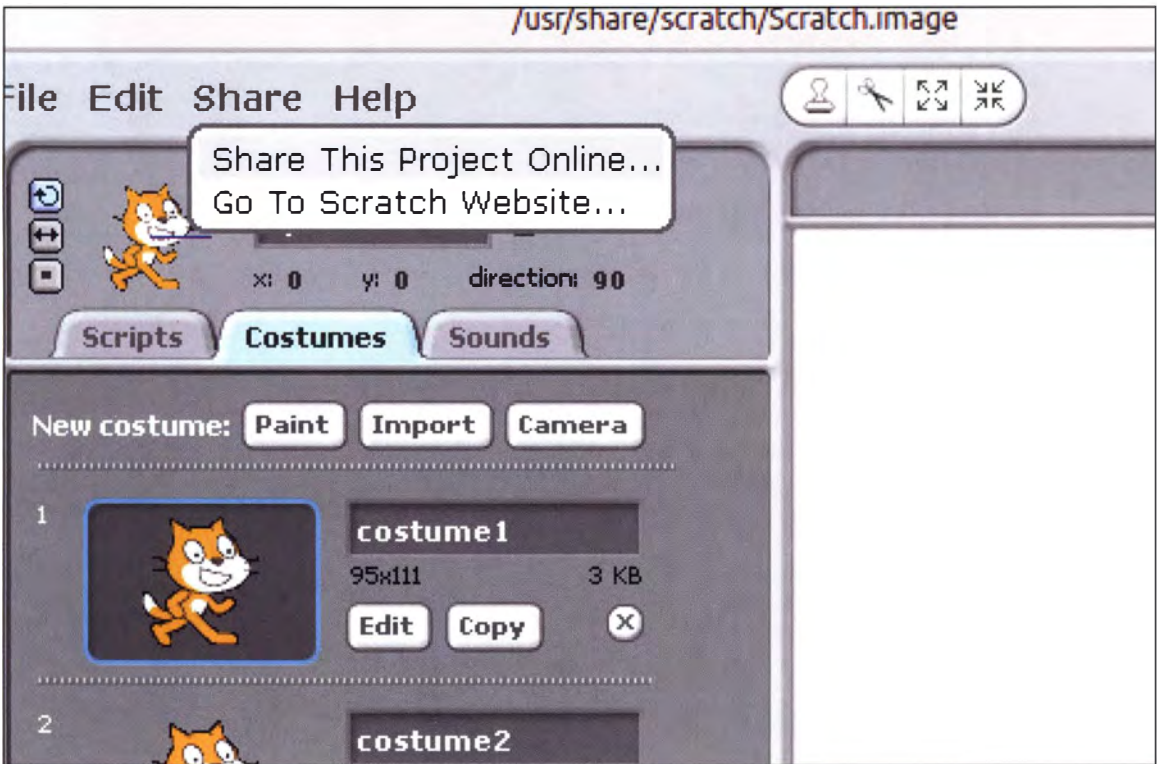 /usr/share/scratch/Scratch.image
File Edit Share Help
Share This Project Online...
Go To Scratch Website...
x: 0 y: 0 direction: 90
Scripts Costumes Sounds
New costume: Paint Import Camera
1
costume1
95x111 3 KB
Edit Copy
2
costume2